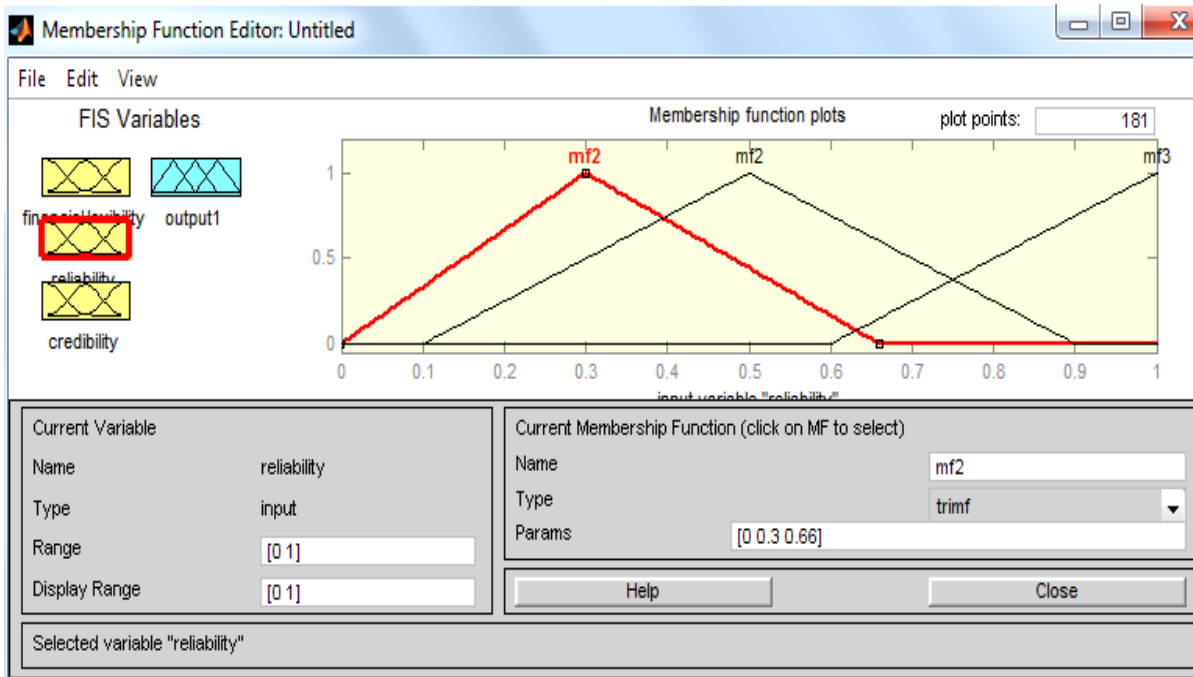 Membership Function Editor: Untitled
File Edit View
FIS Variables
Membership function plots
plot points: 181
output1
reliability
credibility
mf2 mf2 mf3
1
0.5
0
0 0.1 0.2 0.3 0.4 0.5 0.6 0.7 0.8 0.9 1
input variable "reliability"
Current Variable
Name reliability
Type input
Range [0 1]
Display Range [0 1]
Current Membership Function (click on MF to select)
Name mf2
Type trimf
Params [0 0.3 0.66]
Help Close
Selected variable "reliability"